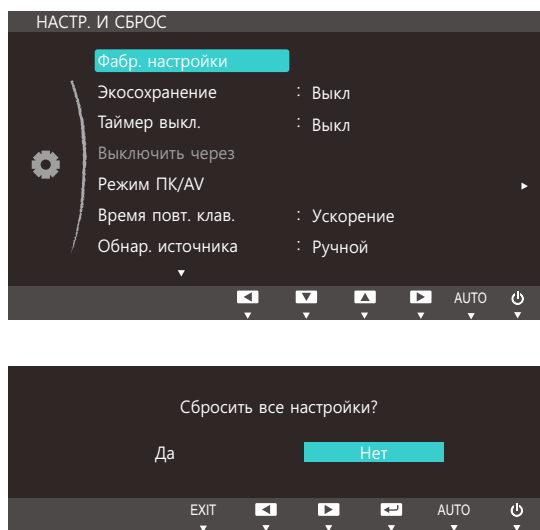 НАСТР. И СБРОС
Фабр. настройки
Экосохранение : Выкл
Таймер выкл. : Выкл
Выключить через
Режим ПК/AV
Время повт. клав. : Ускорение
Обнар. источника : Ручной
AUTO
Сбросить все настройки?
Да Нет
EXIT AUTO